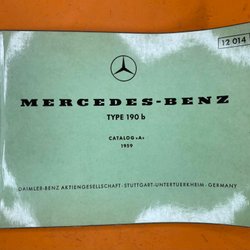 12 014
MERCEDES-BENZ
TYPE 190 b
CATALOG «A»
1959
DAIMLER-BENZ AKTIENGESELLSCHAFT · STUTTGART-UNTERTUERKHEIM · GERMANY